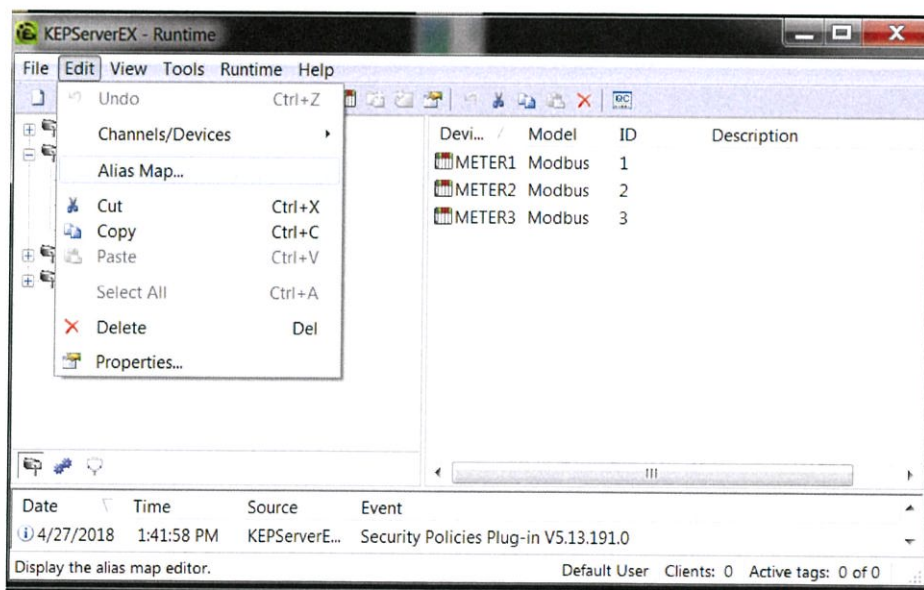 KEPServerEX - Runtime
File Edit View Tools Runtime Help
Undo Ctrl+Z
Channels/Devices
Alias Map...
Cut Ctrl+X
Copy Ctrl+C
Paste Ctrl+V
Select All Ctrl+A
Delete Del
Properties...
Devi... Model ID Description
METER1 Modbus 1
METER2 Modbus 2
METER3 Modbus 3
Date Time Source Event
4/27/2018 1:41:58 PM KEPServerE... Security Policies Plug-in V5.13.191.0
Display the alias map editor. Default User Clients: 0 Active tags: 0 of 0